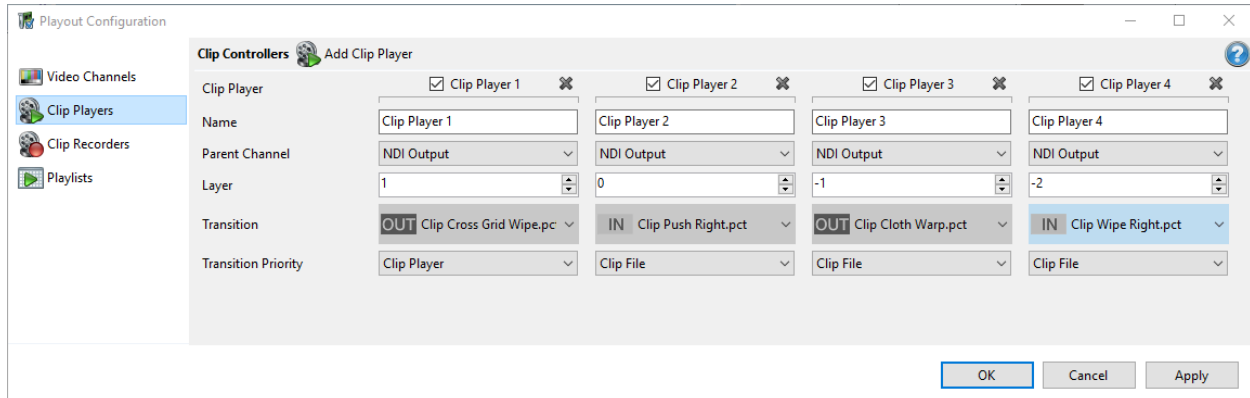 Playout Configuration
Clip Controllers Add Clip Player
Video Channels
Clip Players
Clip Recorders
Playlists
Clip Player Clip Player 1 Clip Player 2 Clip Player 3 Clip Player 4
Name Clip Player 1 Clip Player 2 Clip Player 3 Clip Player 4
Parent Channel NDI Output NDI Output NDI Output NDI Output
Layer 1 0 -1 -2
Transition OUT Clip Cross Grid Wipe.pc IN Clip Push Right.pct OUT Clip Cloth Warp.pct IN Clip Wipe Right.pct
Transition Priority Clip Player Clip File Clip File Clip File
OK Cancel Apply